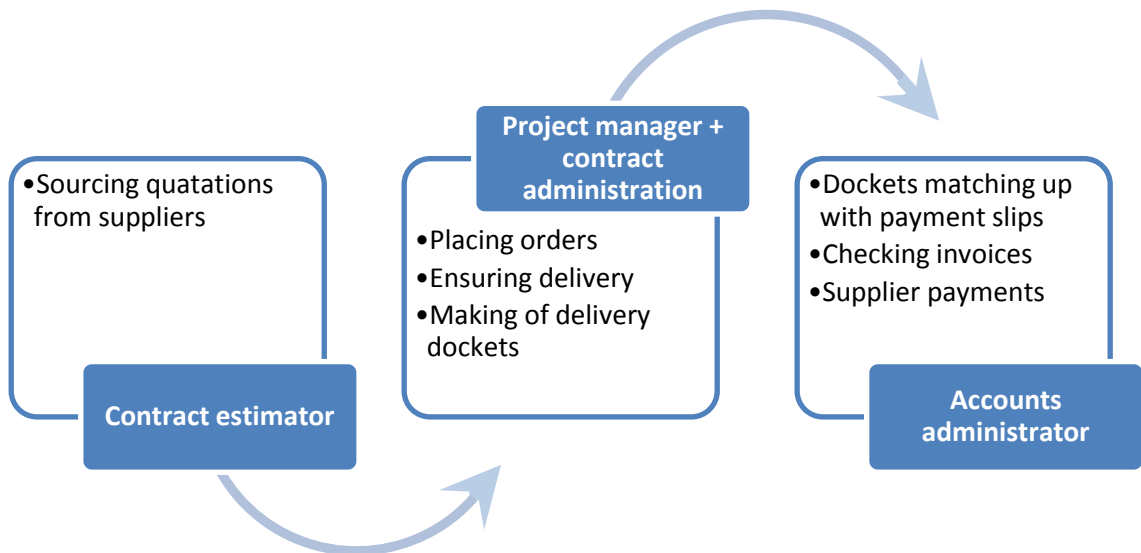 •Sourcing quatations
from suppliers
Contract estimator
Project manager +
contract
administration
•Placing orders
•Ensuring delivery
•Making of delivery
dockets
•Dockets matching up
with payment slips
•Checking invoices
•Supplier payments
Accounts
administrator